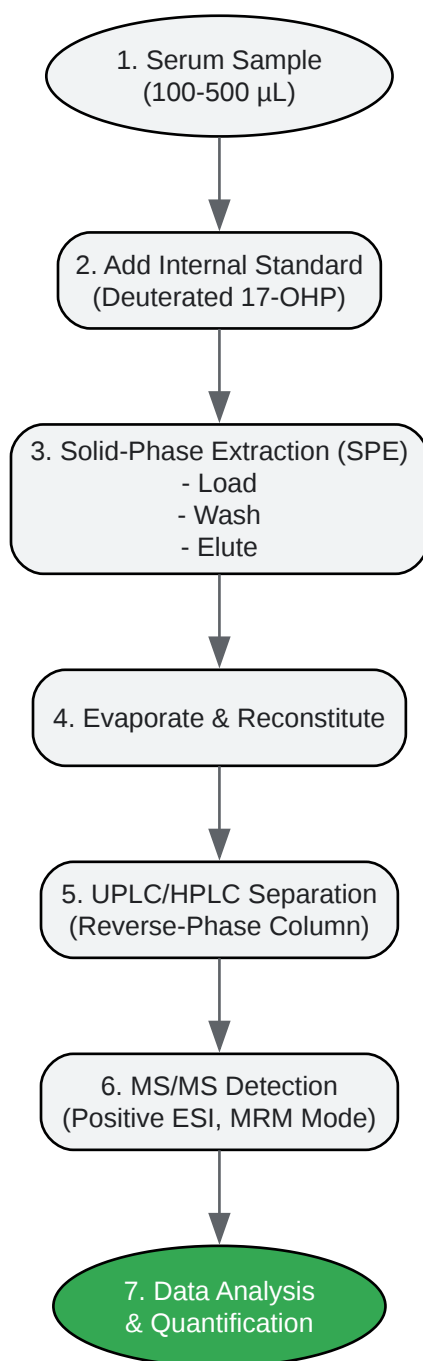 1. Serum Sample
(100-500 µL)
2. Add Internal Standard
(Deuterated 17-OHP)
3. Solid-Phase Extraction (SPE)
- Load
- Wash
- Elute
4. Evaporate & Reconstitute
5. UPLC/HPLC Separation
(Reverse-Phase Column)
6. MS/MS Detection
(Positive ESI, MRM Mode)
7. Data Analysis
& Quantification